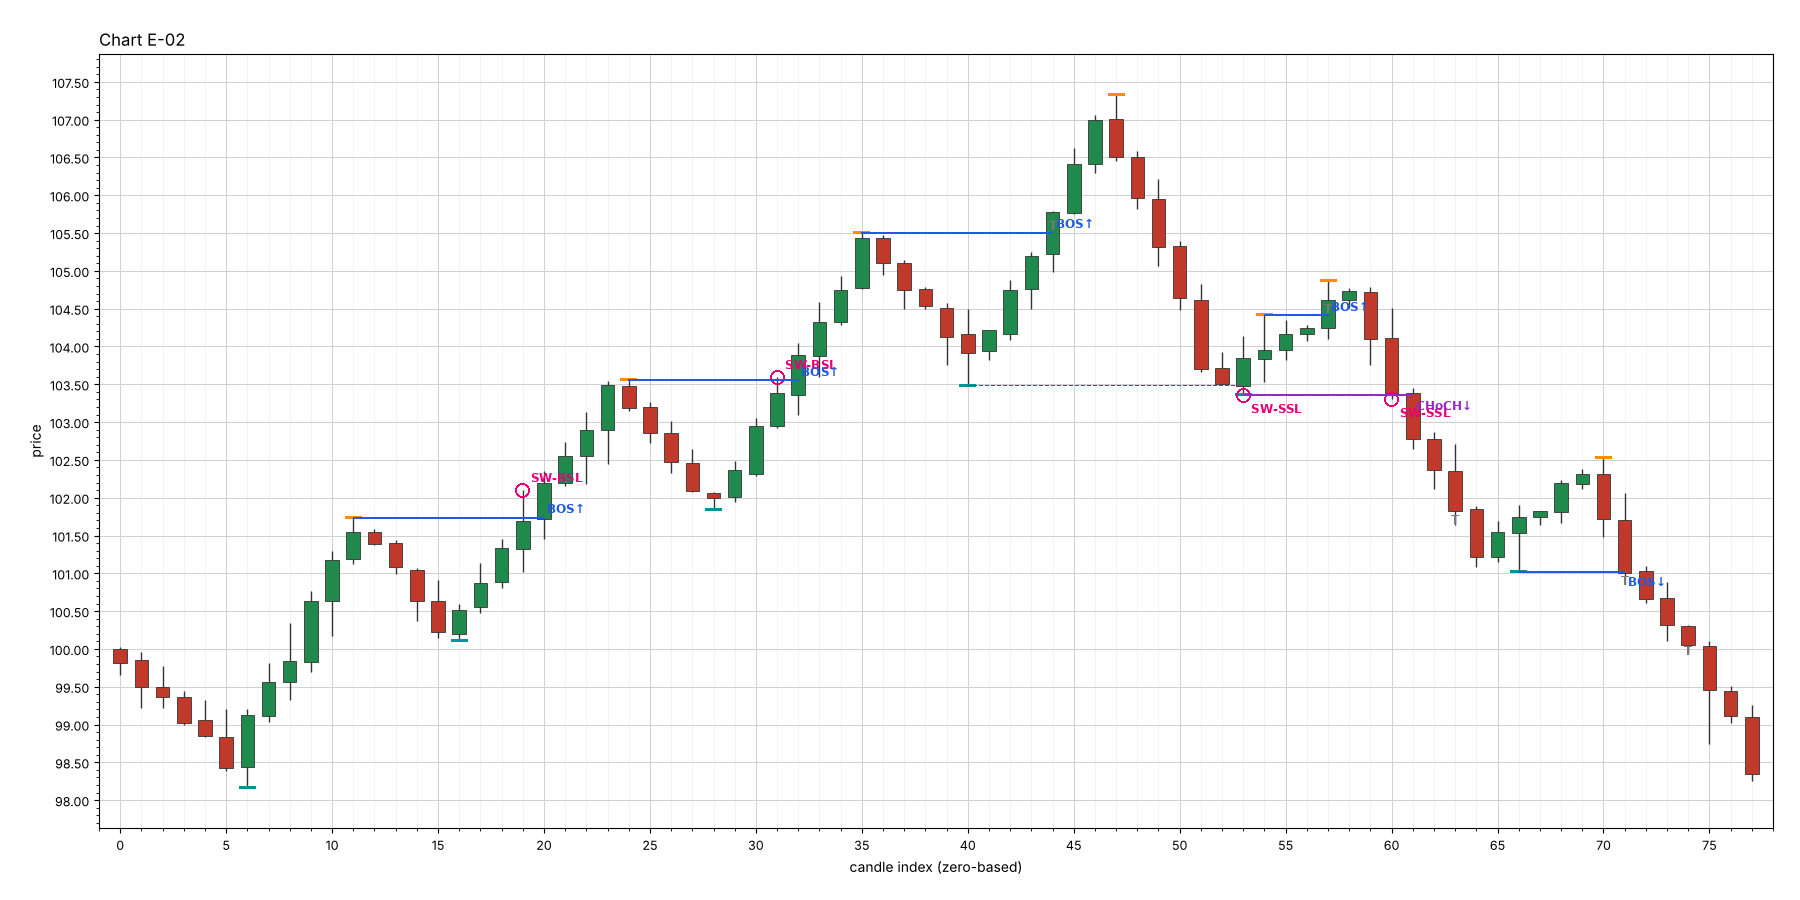 Chart E-02
107.50
107.00
106.50
106.00
105.50
105.00
104.50
104.00
103.50
103.00
102.50
102.00
101.50
101.00
100.50
100.00
99.50
99.00
98.50
98.00
price
BOS↑
BOS↑
SW-BSL
BOS↑
SW-SSL
CHoCH↓
SW-SSL
SW-BSL
BOS↑
BOS↓
0 5 10 15 20 25 30 35 40 45 50 55 60 65 70 75
candle index (zero-based)